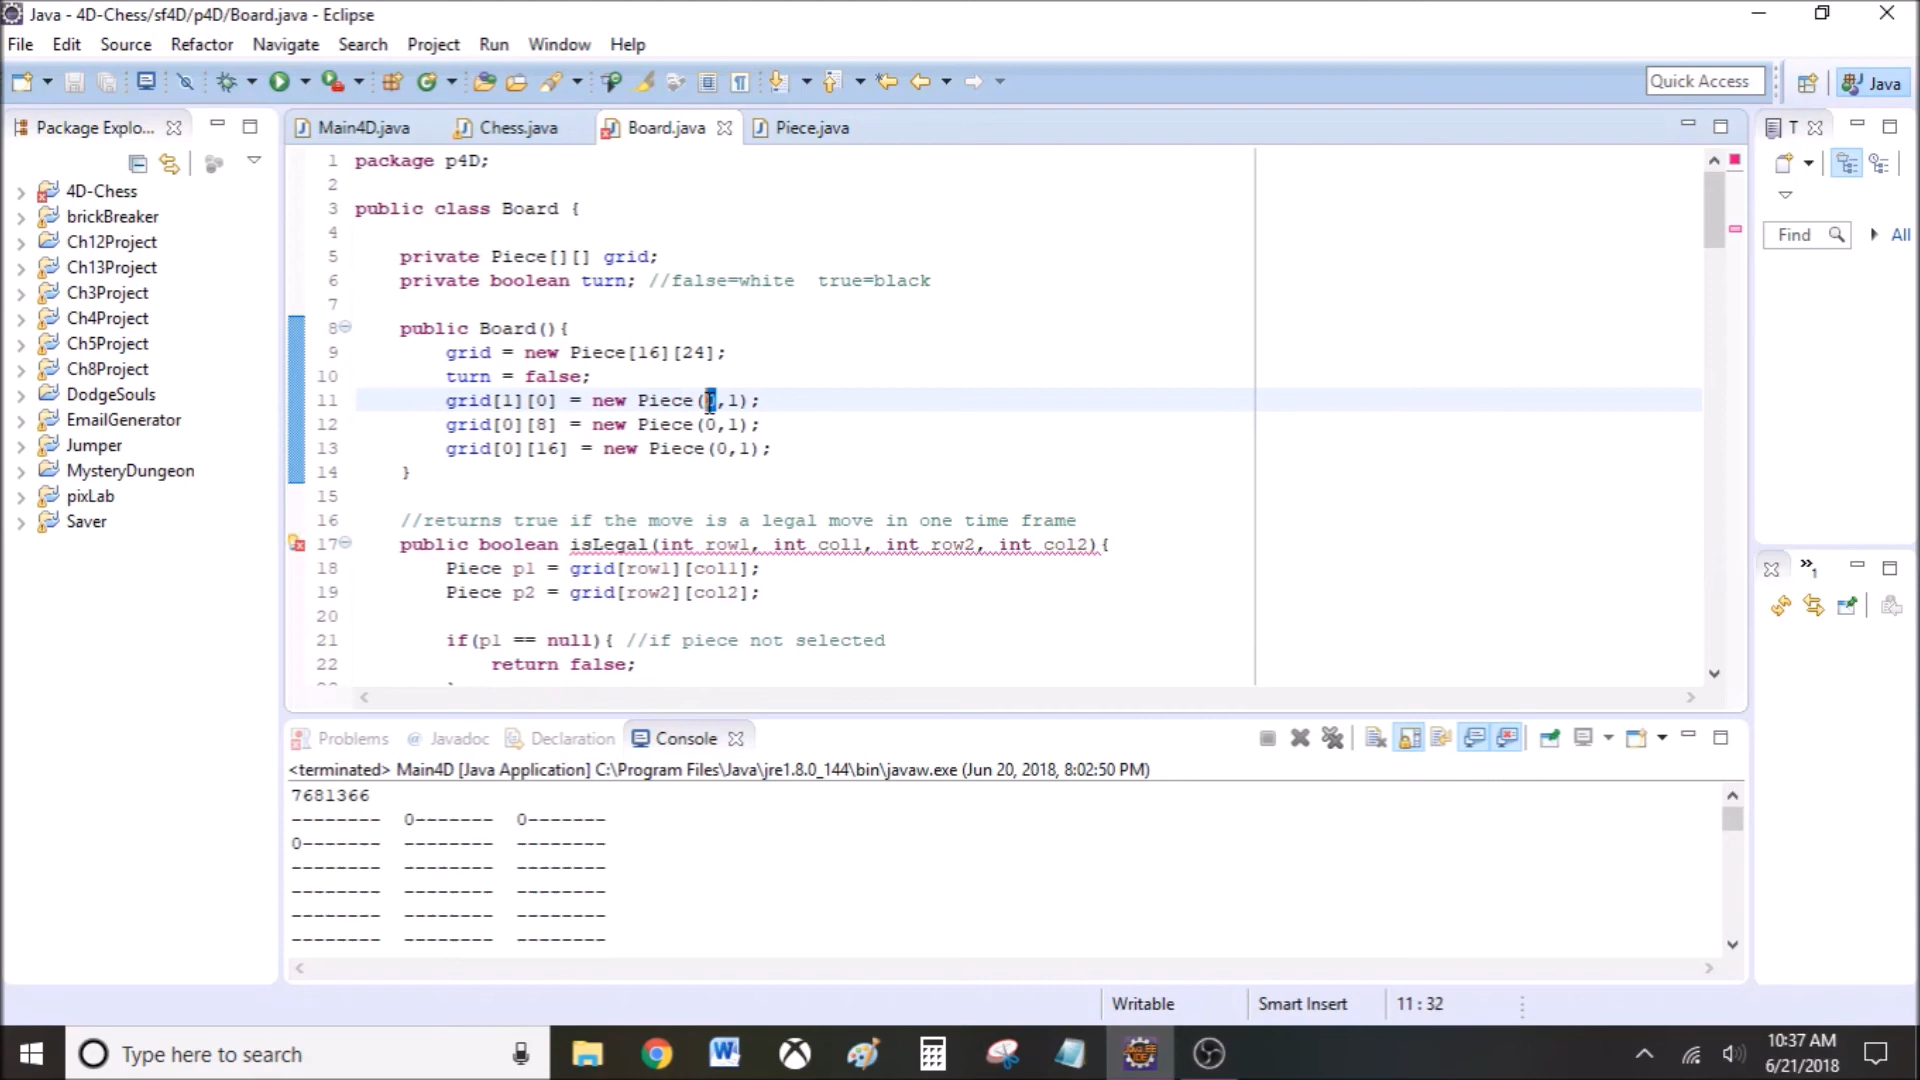 Java - 4D-Chess/sf4D/p4D/Board.java - Eclipse
File Edit Source Refactor Navigate Search Project Run Window Help
Quick Access
Java
Package Explo...
Main4D.java Chess.java Board.java Piece.java
T
4D-Chess
brickBreaker
Ch12Project
Ch13Project
Ch3Project
Ch4Project
Ch5Project
Ch8Project
DodgeSouls
EmailGenerator
Jumper
MysteryDungeon
pixLab
Saver
1 package p4D;
2
3 public class Board {
4
5 private Piece[][] grid;
6 private boolean turn; //false=white  true=black
7
8 public Board(){
9 grid = new Piece[16][24];
10 turn = false;
11 grid[1][0] = new Piece(0,1);
12 grid[0][8] = new Piece(0,1);
13 grid[0][16] = new Piece(0,1);
14 }
15
16 //returns true if the move is a legal move in one time frame
17 public boolean isLegal(int row1, int col1, int row2, int col2){
18 Piece p1 = grid[row1][col1];
19 Piece p2 = grid[row2][col2];
20
21 if(p1 == null){ //if piece not selected
22 return false;
Find All
Problems @ Javadoc Declaration Console
<terminated> Main4D [Java Application] C:\Program Files\Java\jre1.8.0_144\bin\javaw.exe (Jun 20, 2018, 8:02:50 PM)
7681366
-------- 0------- 0-------
0------- -------- --------
-------- -------- --------
-------- -------- --------
-------- -------- --------
-------- -------- --------
Writable Smart Insert 11 : 32
Type here to search
10:37 AM
6/21/2018